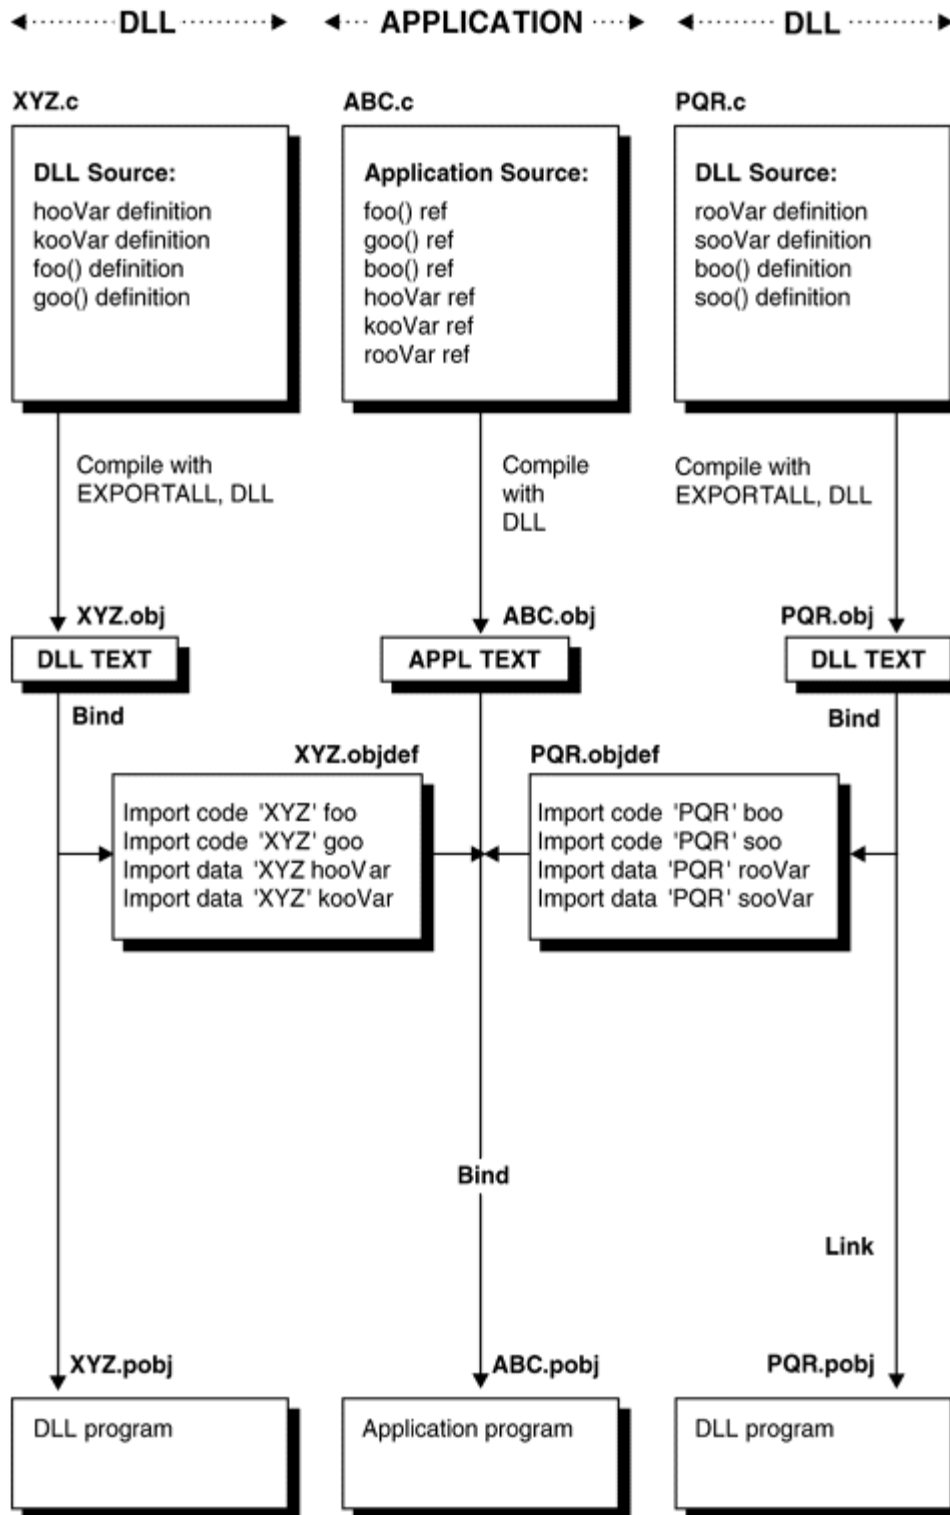 DLL
APPLICATION
DLL
XYZ.c
DLL Source:
hooVar definition
kooVar definition
foo() definition
goo() definition
ABC.c
Application Source:
foo() ref
goo() ref
boo() ref
hooVar ref
kooVar ref
rooVar ref
PQR.c
DLL Source:
rooVar definition
sooVar definition
boo() definition
soo() definition
Compile with
EXPORTALL, DLL
Compile
with
DLL
Compile with
EXPORTALL, DLL
XYZ.obj
DLL TEXT
ABC.obj
APPL TEXT
PQR.obj
DLL TEXT
Bind
Bind
XYZ.objdef
Import code 'XYZ' foo
Import code 'XYZ' goo
Import data 'XYZ hooVar
Import data 'XYZ' kooVar
PQR.objdef
Import code 'PQR' boo
Import code 'PQR' soo
Import data 'PQR' rooVar
Import data 'PQR' sooVar
Bind
Link
XYZ.pobj
DLL program
ABC.pobj
Application program
PQR.pobj
DLL program